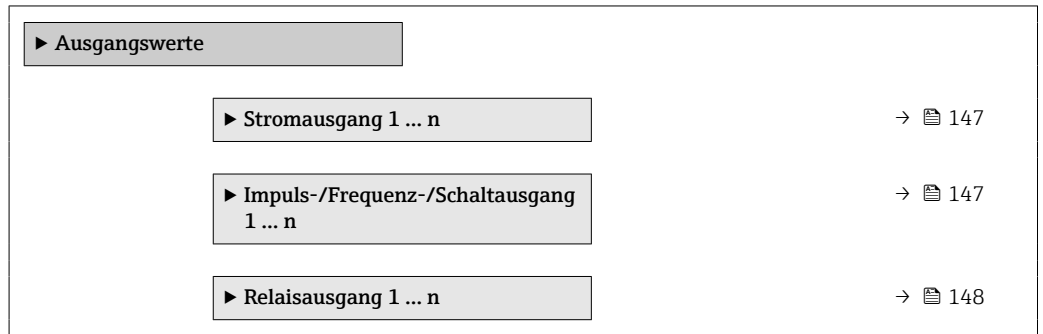 ▶ Ausgangswerte
▶ Stromausgang 1 … n → 147
▶ Impuls-/Frequenz-/Schaltausgang → 147
1 … n
▶ Relaisausgang 1 … n → 148